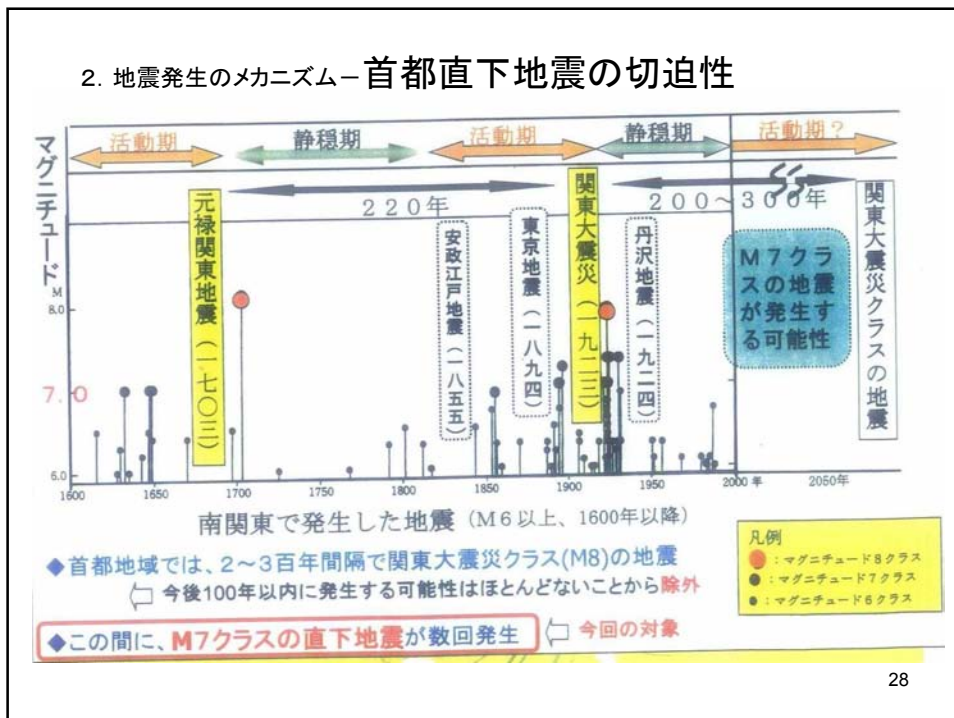 2．地震発生のメカニズム－首都直下地震の切迫性
活動期
静穏期
活動期
静穏期
活動期？
マグニチュード
M
220年
200～300年
元禄関東地震（一七〇三）
安政江戸地震（一八五五）
東京地震（一八九四）
関東大震災（一九二三）
丹沢地震（一九二四）
M7クラ
スの地震
が発生す
る可能性
関東大震災クラスの地震
8.0
7.0
6.0
1600
1650
1700
1750
1800
1850
1900
1950
2000 年
2050年
南関東で発生した地震（M6以上、1600年以降）
凡例
：マグニチュード8クラス
：マグニチュード7クラス
：マグニチュード6クラス
◆首都地域では、2～3百年間隔で関東大震災クラス(M8)の地震
今後100年以内に発生する可能性はほとんどないことから除外
◆この間に、M7クラスの直下地震が数回発生
今回の対象
28